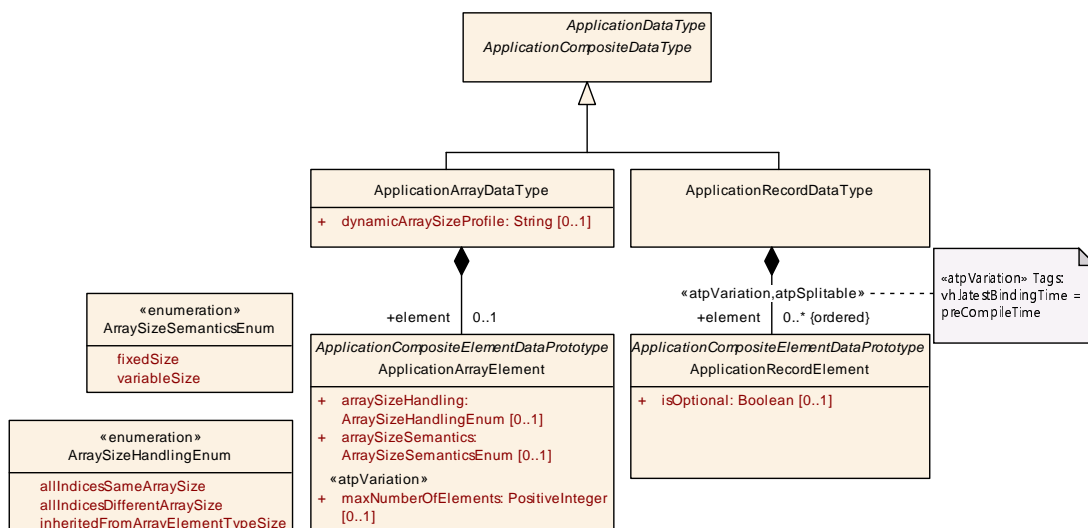 ApplicationDataType
ApplicationCompositeDataType
ApplicationArrayDataType
+ dynamicArraySizeProfile: String [0..1]
ApplicationRecordDataType
«atpVariation» Tags:
vh.latestBindingTime =
preCompileTime
«atpVariation,atpSplitable»
+element 0..1
+element 0..* {ordered}
«enumeration»
ArraySizeSemanticsEnum
fixedSize
variableSize
ApplicationCompositeElementDataPrototype
ApplicationArrayElement
+ arraySizeHandling:
ArraySizeHandlingEnum [0..1]
+ arraySizeSemantics:
ArraySizeSemanticsEnum [0..1]
«atpVariation»
+ maxNumberOfElements: PositiveInteger
[0..1]
ApplicationCompositeElementDataPrototype
ApplicationRecordElement
+ isOptional: Boolean [0..1]
«enumeration»
ArraySizeHandlingEnum
allIndicesSameArraySize
allIndicesDifferentArraySize
inheritedFromArrayElementTypeSize